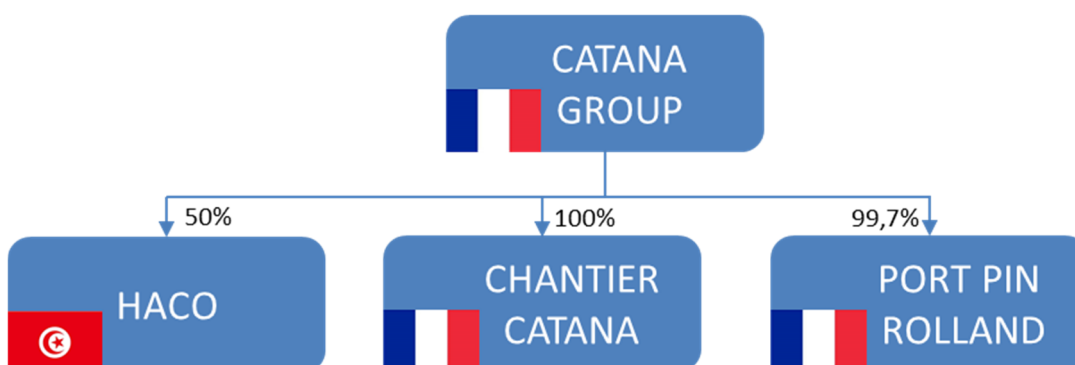 CATANA
GROUP
50%
100%
99,7%
HACO
CHANTIER
CATANA
PORT PIN
ROLLAND